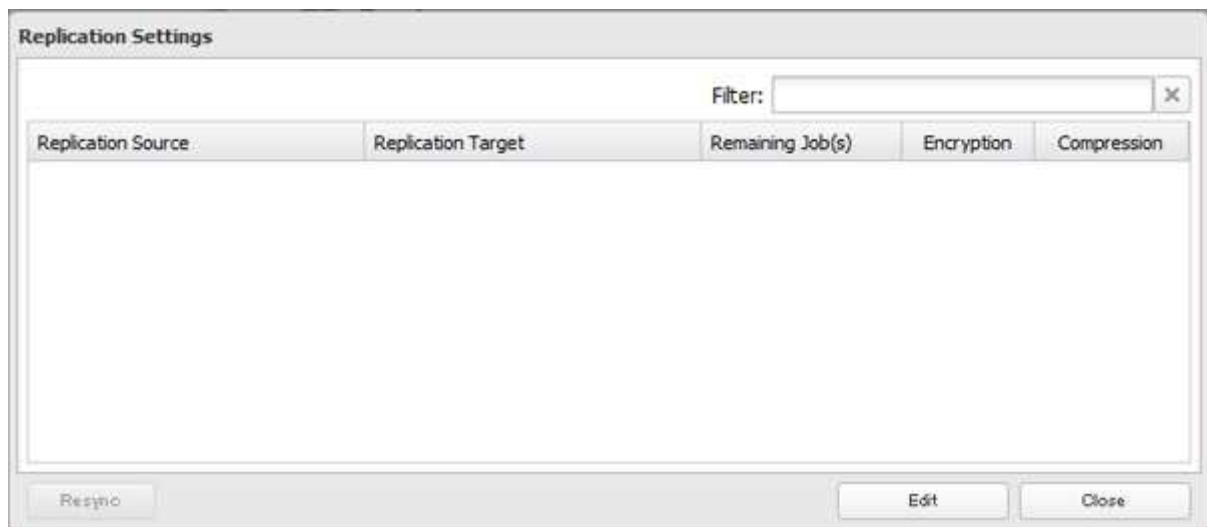 Replication Settings
Filter:
Replication Source Replication Target Remaining Job(s) Encryption Compression
Resync Edit Close